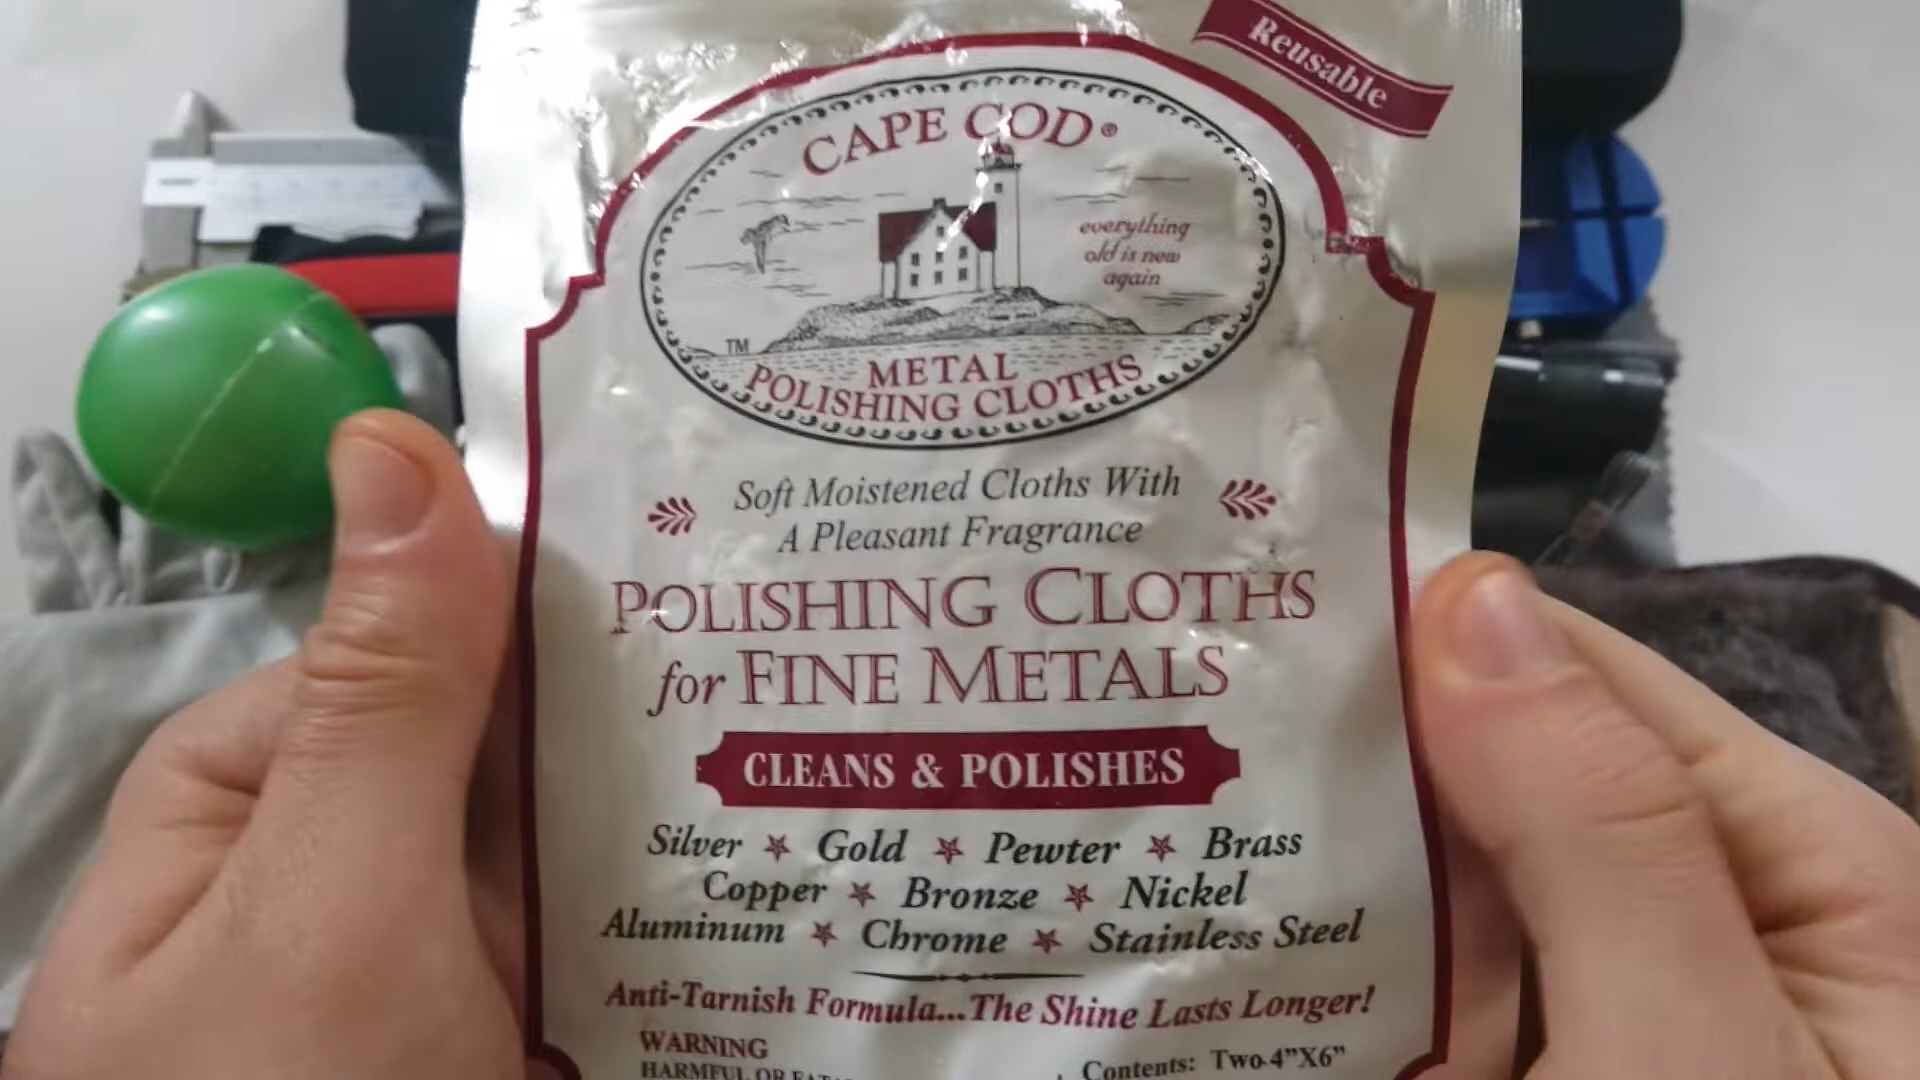 Reusable
CAPE COD®
everything
old is new
again
TM
METAL
POLISHING CLOTHS
Soft Moistened Cloths With
A Pleasant Fragrance
POLISHING CLOTHS
for FINE METALS
CLEANS & POLISHES
Silver ★ Gold ★ Pewter ★ Brass
Copper ★ Bronze ★ Nickel
Aluminum ★ Chrome ★ Stainless Steel
Anti-Tarnish Formula...The Shine Lasts Longer!
WARNING
HARMFUL OR
Contents: Two 4”X6”